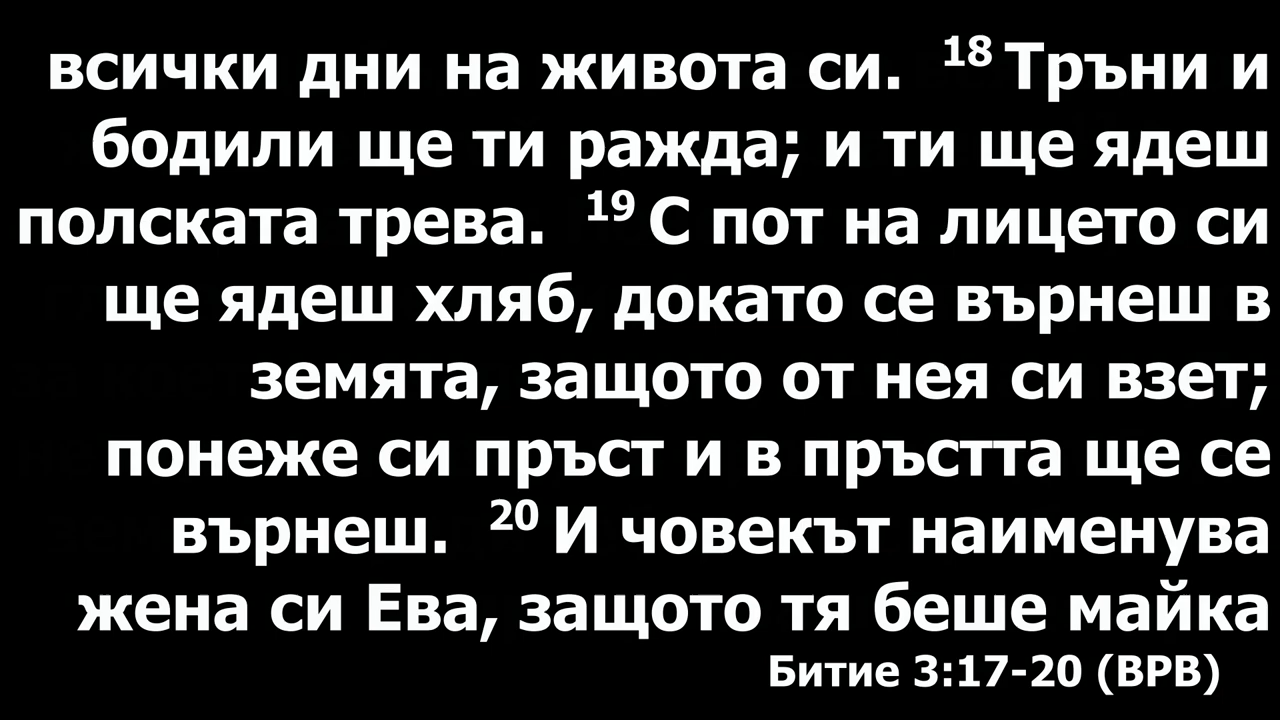 всички дни на живота си. 18 Тръни и
бодили ще ти ражда; и ти ще ядеш
полската трева. 19 С пот на лицето си
ще ядеш хляб, докато се върнеш в
земята, защото от нея си взет;
понеже си пръст и в пръстта ще се
върнеш. 20 И човекът наименува
жена си Ева, защото тя беше майка
Битие 3:17-20 (ВРВ)